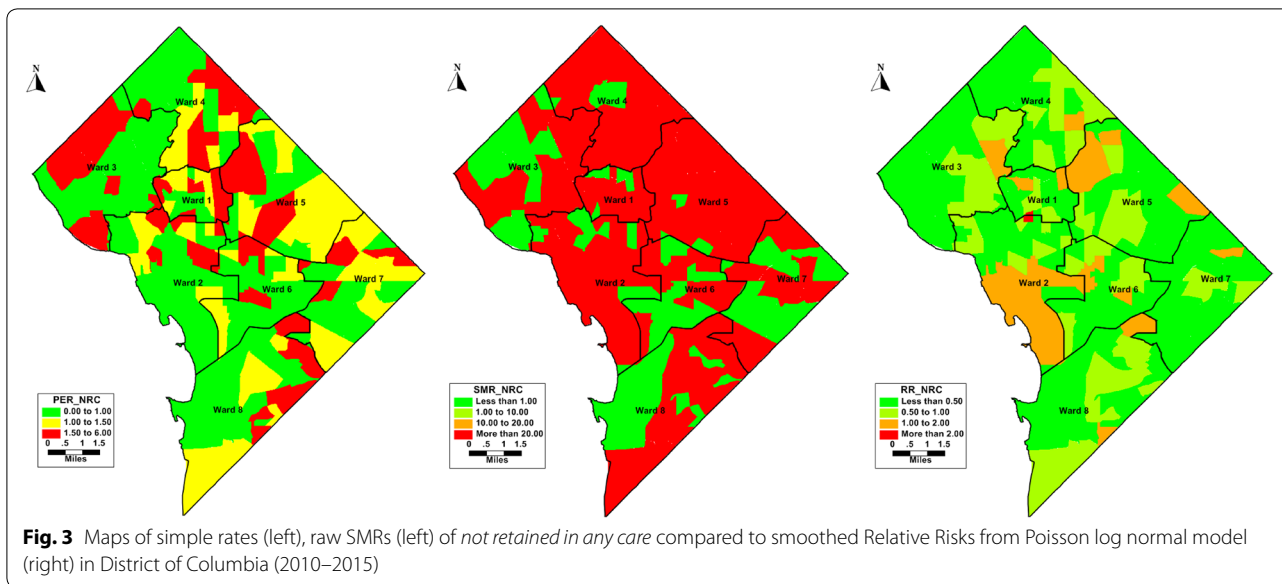 N
Ward 4
Ward 3
Ward 1
Ward 5
Ward 2
Ward 6
Ward 7
Ward 8
PER_NRC
0.00 to 1.00
1.00 to 1.50
1.50 to 6.00
0 .5 1 1.5
Miles
N
Ward 4
Ward 3
Ward 1
Ward 5
Ward 2
Ward 6
Ward 7
Ward 8
SMR_NRC
Less than 1.00
1.00 to 10.00
10.00 to 20.00
More than 20.00
0 .5 1 1.5
Miles
N
Ward 4
Ward 3
Ward 1
Ward 5
Ward 2
Ward 6
Ward 7
Ward 8
RR_NRC
Less than 0.50
0.50 to 1.00
1.00 to 2.00
More than 2.00
0 .5 1 1.5
Miles
Fig. 3 Maps of simple rates (left), raw SMRs (left) of not retained in any care compared to smoothed Relative Risks from Poisson log normal model
(right) in District of Columbia (2010–2015)